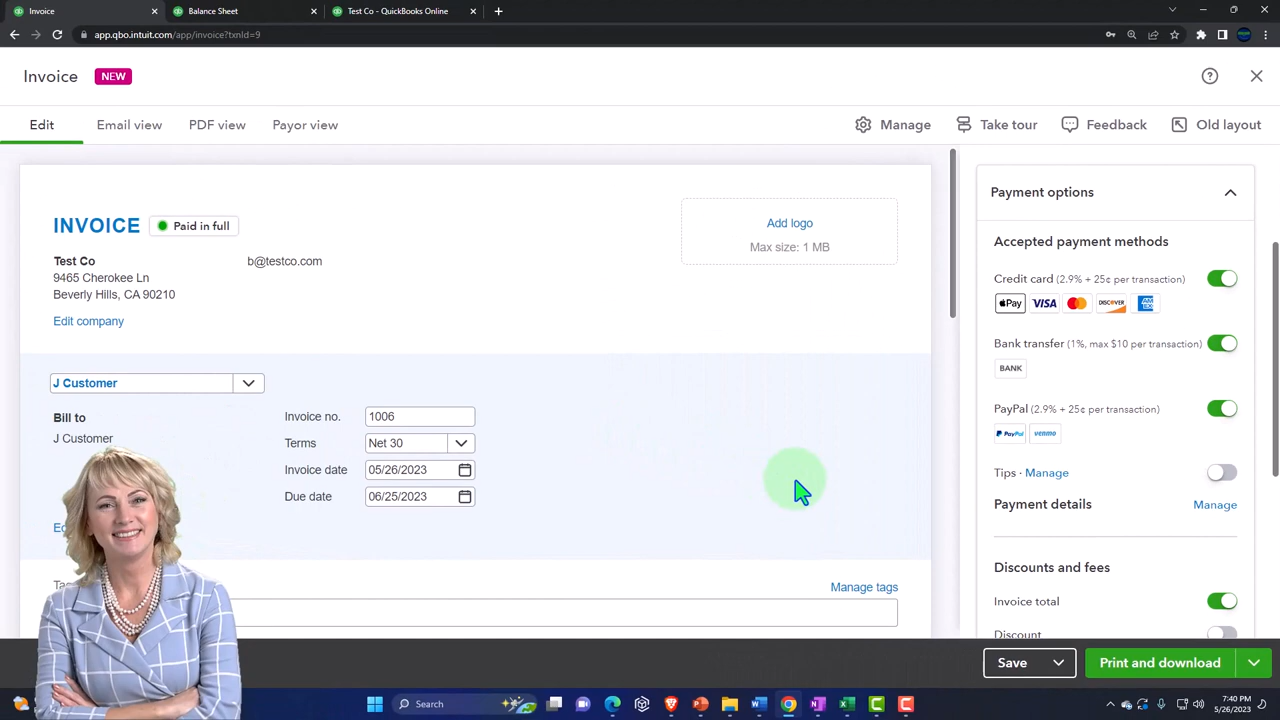 Invoice
Balance Sheet
Test Co - QuickBooks Online
app.qbo.intuit.com/app/invoice?txnId=9
Invoice NEW
Edit Email view PDF view Payor view Manage Take tour Feedback Old layout
INVOICE Paid in full
Test Co b@testco.com
9465 Cherokee Ln
Beverly Hills, CA 90210
Edit company
Add logo
Max size: 1 MB
J Customer
Bill to
J Customer
Invoice no. 1006
Terms Net 30
Invoice date 05/26/2023
Due date 06/25/2023
Manage tags
Payment options
Accepted payment methods
Credit card (2.9% + 25¢ per transaction)
Pay VISA DISCOVER
Bank transfer (1%, max $10 per transaction)
BANK
PayPal (2.9% + 25¢ per transaction)
PayPal venmo
Tips · Manage
Payment details Manage
Discounts and fees
Invoice total
Discount
Save Print and download
Search
7:40 PM
5/26/2023